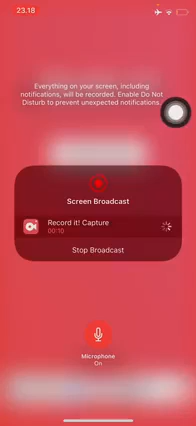 23.18
Everything on your screen, including
notifications, will be recorded. Enable Do Not
Disturb to prevent unexpected notifications.
Screen Broadcast
Record it! Capture
00:10
Stop Broadcast
Microphone
On